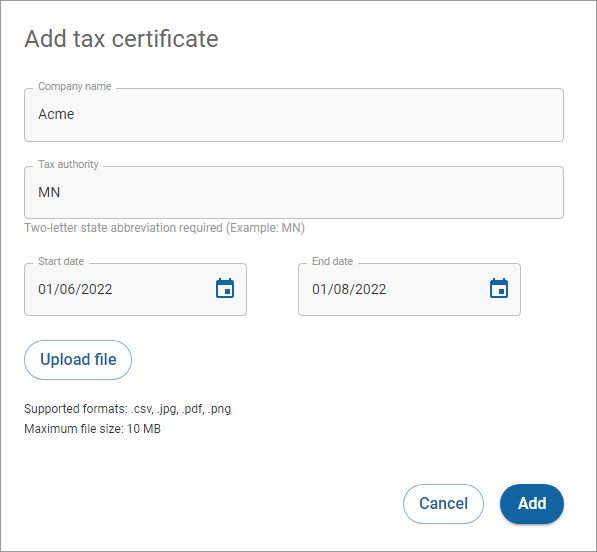 Add tax certificate
Company name
Acme
Tax authority
MN
Two-letter state abbreviation required (Example: MN)
Start date
01/06/2022
End date
01/08/2022
Upload file
Supported formats: .csv, .jpg, .pdf, .png
Maximum file size: 10 MB
Cancel
Add